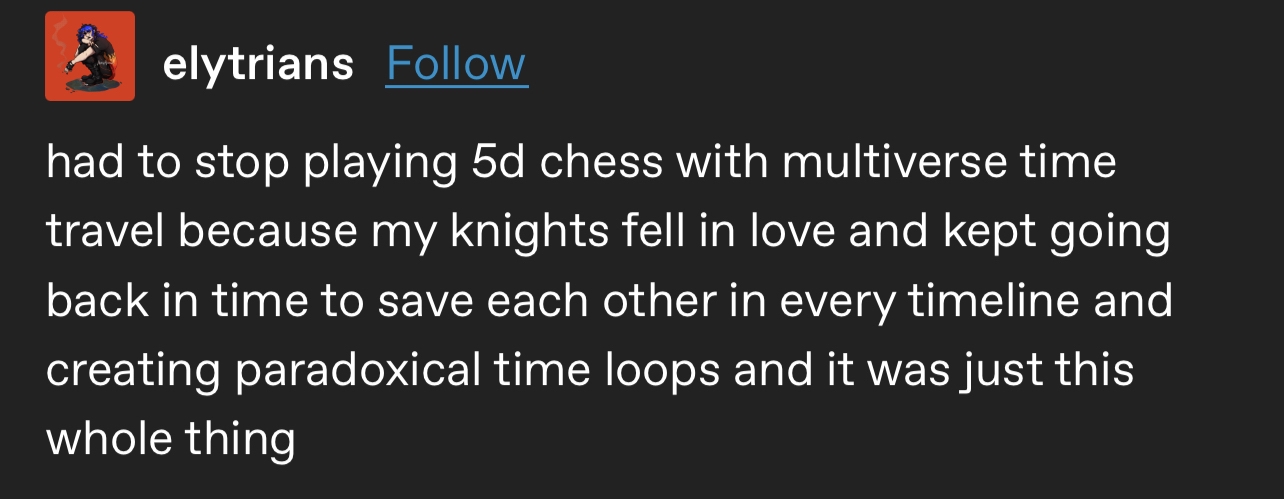 elytrians Follow
had to stop playing 5d chess with multiverse time
travel because my knights fell in love and kept going
back in time to save each other in every timeline and
creating paradoxical time loops and it was just this
whole thing